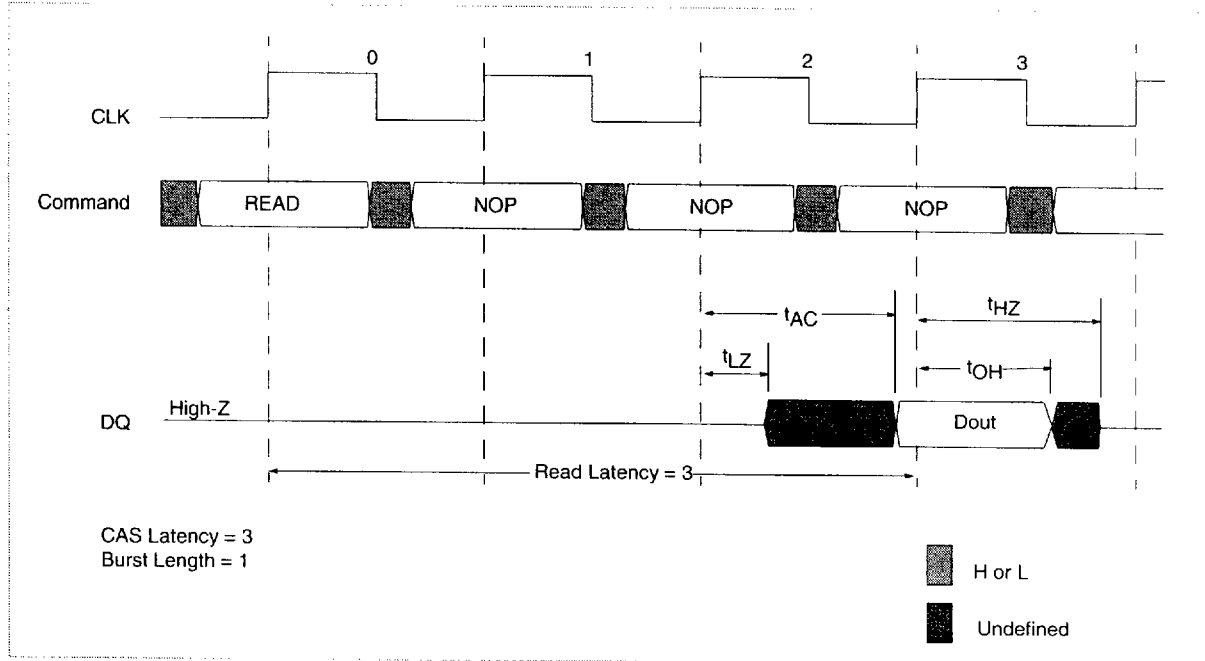 0 1 2 3
CLK
Command READ NOP NOP NOP
tAC tHZ
tLZ tOH
DQ High-Z Dout
Read Latency = 3
CAS Latency = 3
Burst Length = 1
H or L
Undefined